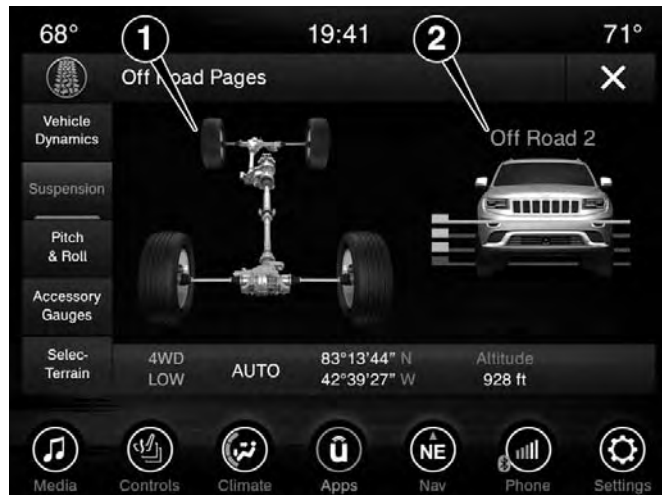 68°
1
19:41
2
71°
Off Road Pages
X
Vehicle
Dynamics
Off Road 2
Suspension
Pitch
& Roll
Accessory
Gauges
Selec-
Terrain
4WD
LOW
AUTO
83°13'44" N
42°39'27" W
Altitude
928 ft
û
NE
Media
Controls
Climate
Apps
Nav
Phone
Settings